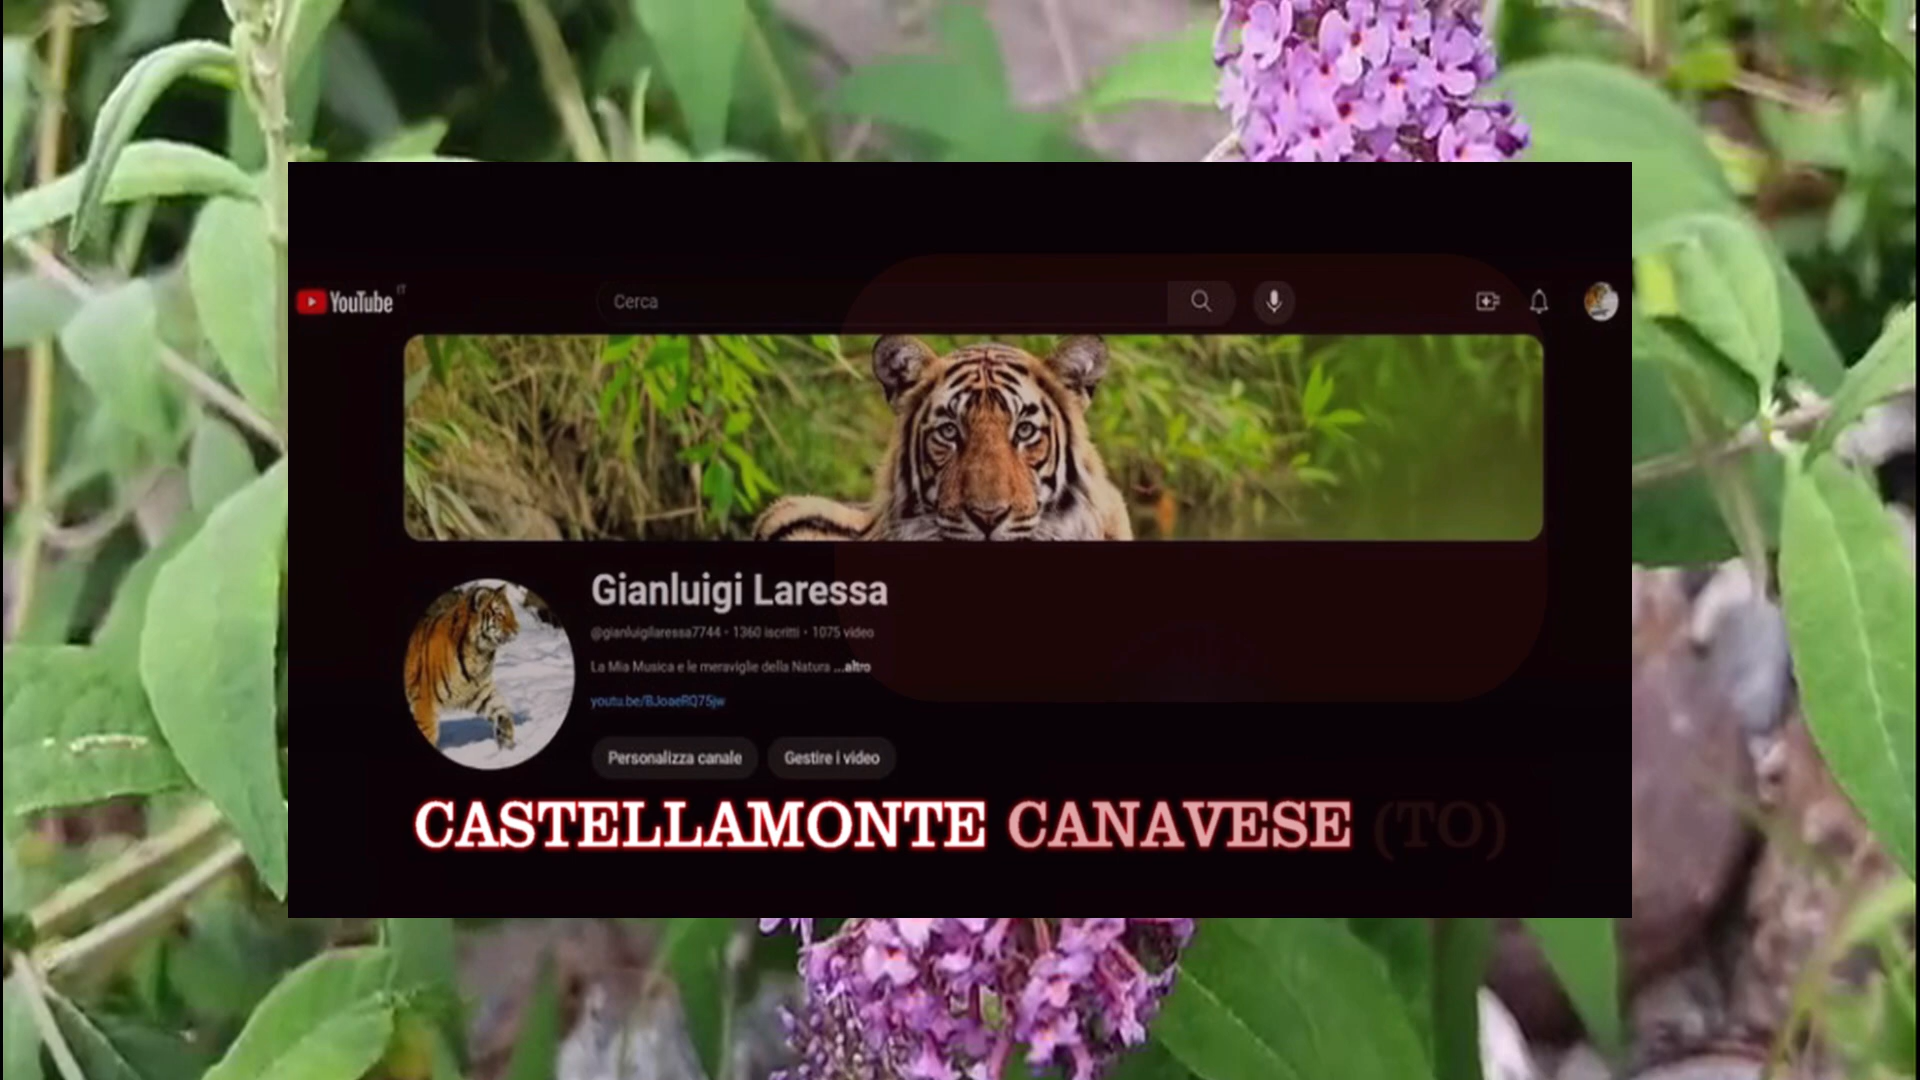 YouTube IT
Cerca
Gianluigi Laressa
@gianluigilaressa7744 • 1360 iscritti • 1075 video
La Mia Musica e le meraviglie della Natura ...altro
youtu.be/BJoaeRQ75jw
Personalizza canale
Gestire i video
CASTELLAMONTE CANAVESE (TO)